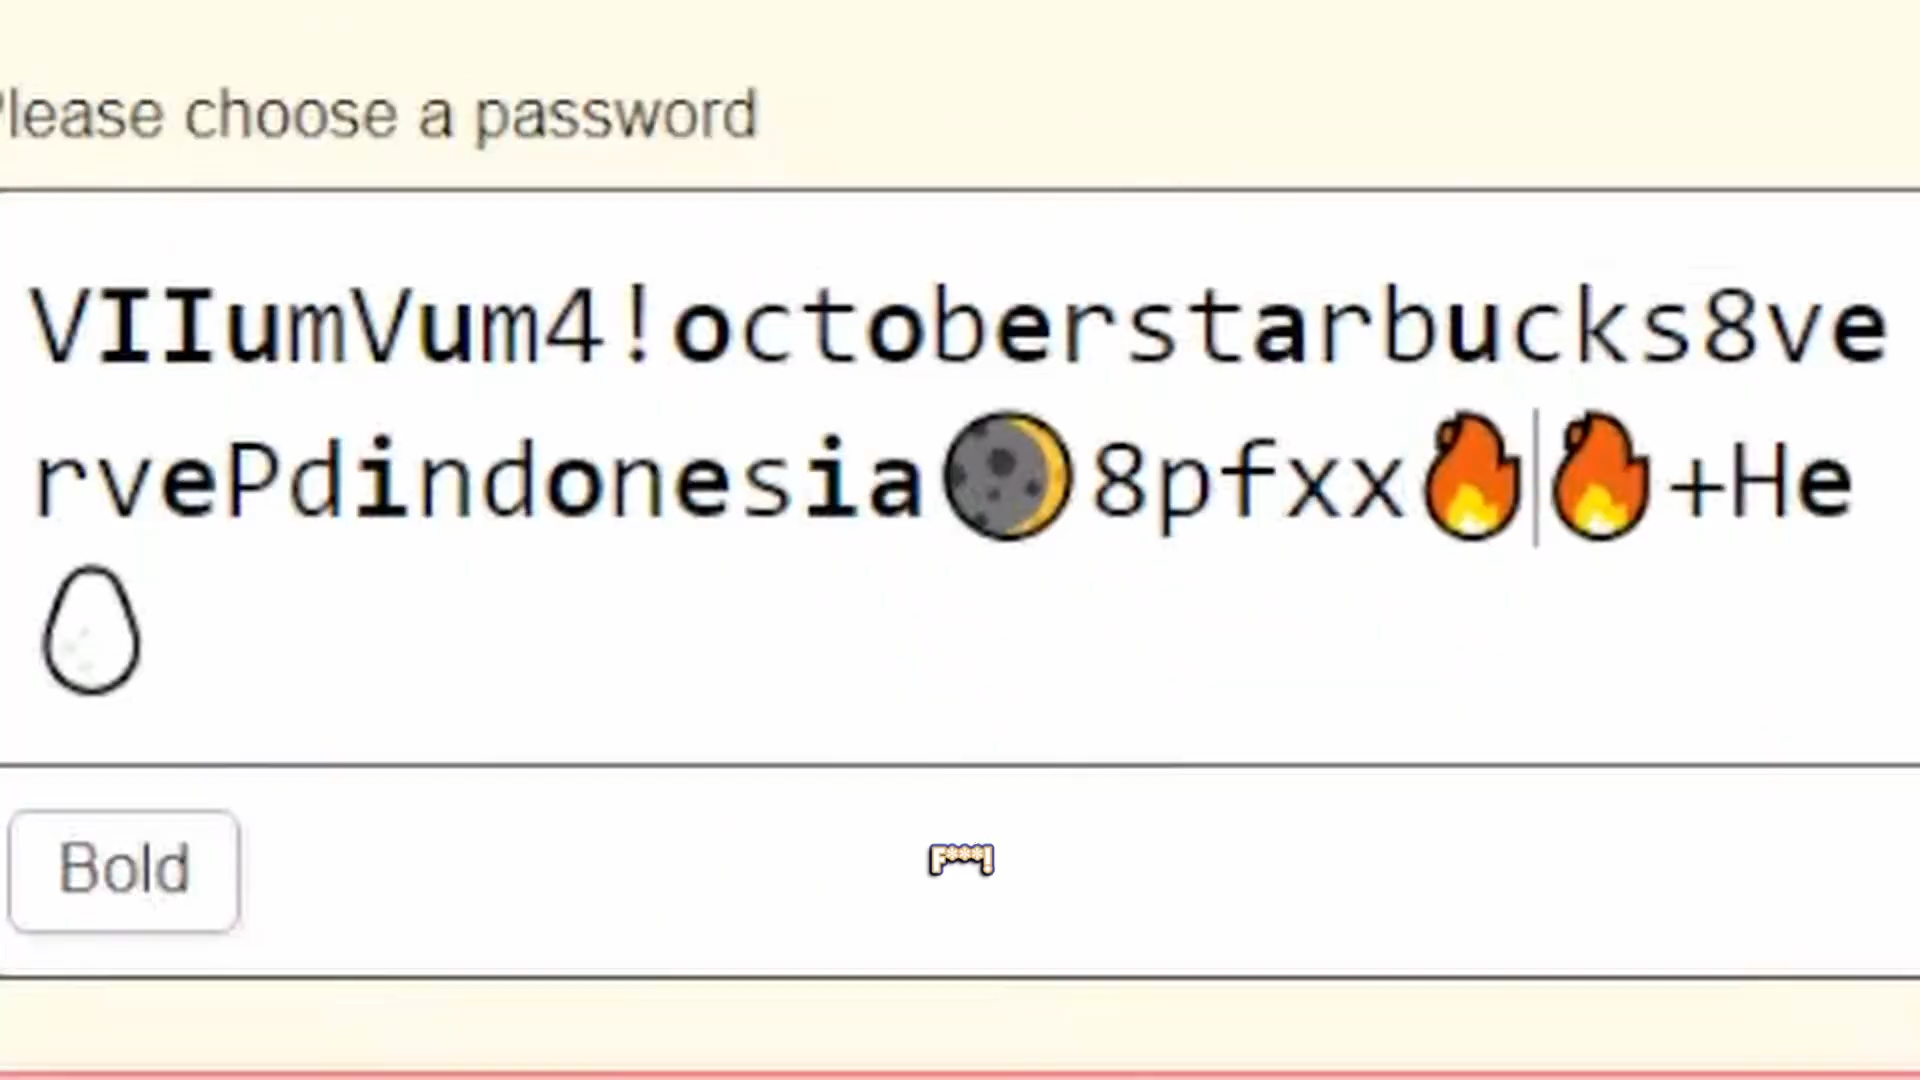 Please choose a password
VIIumVum4!octoberstarbucks8ve
rvePdindonesia🌒8pfxx🔥🔥+He
🥚
Bold
F***!